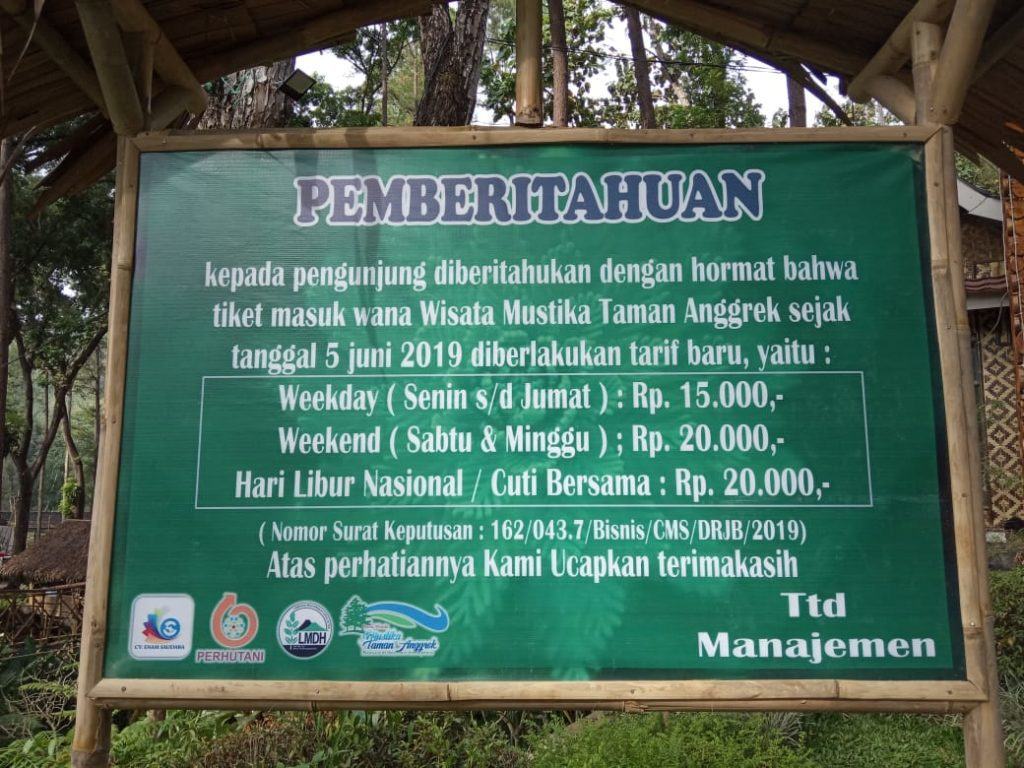 PEMBERITAHUAN
kepada pengunjung diberitahukan dengan hormat bahwa
tiket masuk wana Wisata Mustika Taman Anggrek sejak
tanggal 5 juni 2019 diberlakukan tarif baru, yaitu :
Weekday ( Senin s/d Jumat ) : Rp. 15.000,-
Weekend ( Sabtu & Minggu ) ; Rp. 20.000,-
Hari Libur Nasional / Cuti Bersama : Rp. 20.000,-
( Nomor Surat Keputusan : 162/043.7/Bisnis/CMS/DRJB/2019)
Atas perhatiannya Kami Ucapkan terimakasih
Ttd
Manajemen
PERHUTANI
LMDH
Mustika
Taman Anggrek